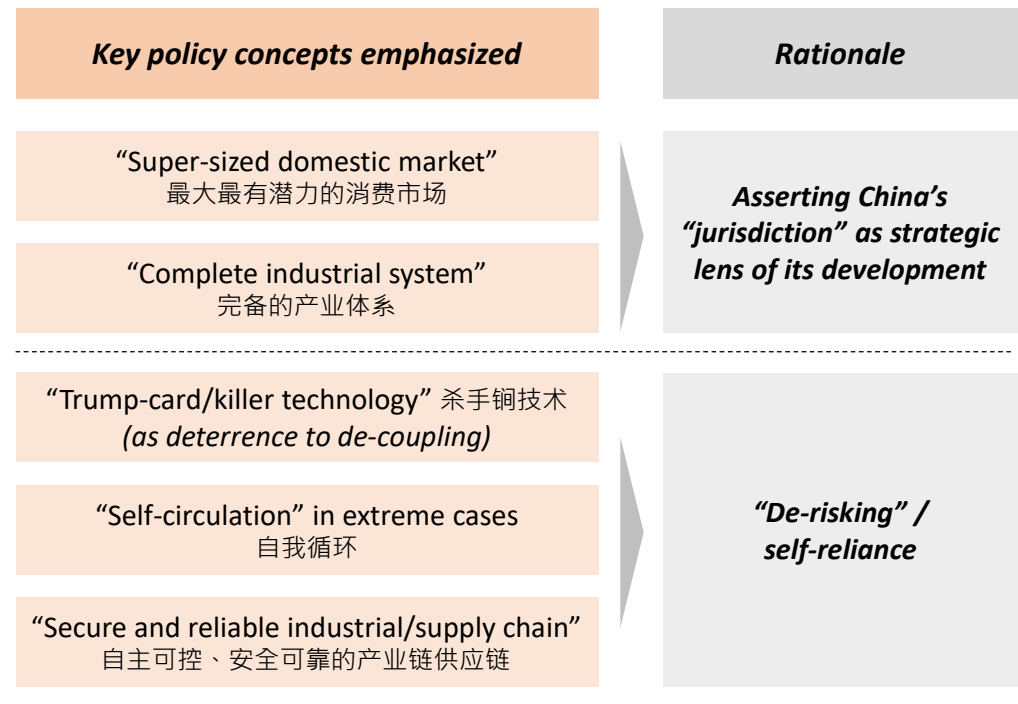 Key policy concepts emphasized
Rationale
“Super-sized domestic market”
最大最有潜力的消费市场
“Complete industrial system”
完备的产业体系
Asserting China’s
“jurisdiction” as strategic
lens of its development
“Trump-card/killer technology” 杀手锏技术
(as deterrence to de-coupling)
“Self-circulation” in extreme cases
自我循环
“Secure and reliable industrial/supply chain”
自主可控、安全可靠的产业链供应链
“De-risking” /
self-reliance